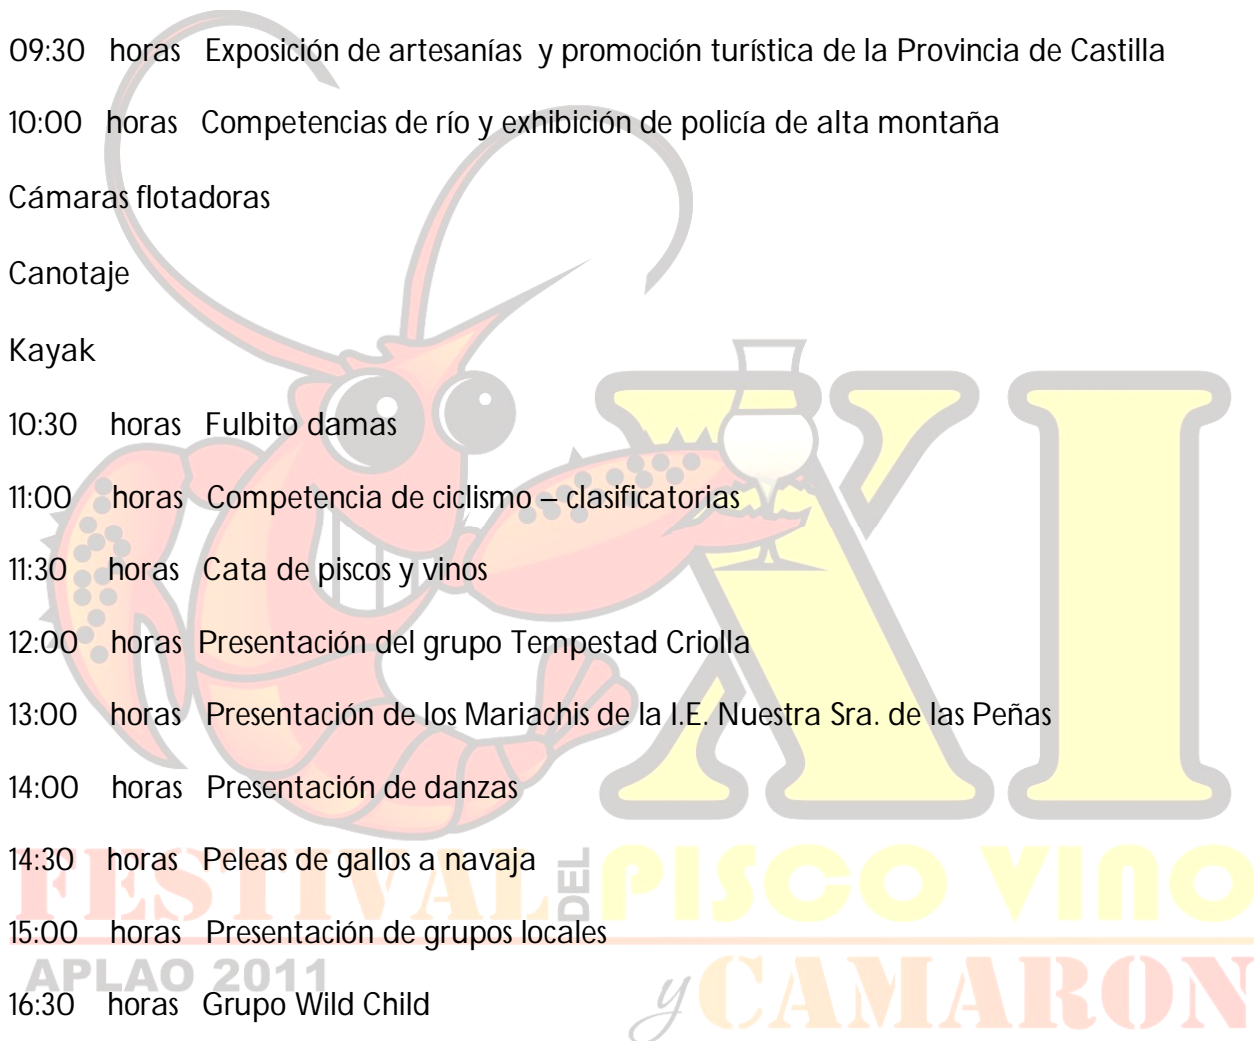 09:30 horas Exposición de artesanías y promoción turística de la Provincia de Castilla
10:00 horas Competencias de río y exhibición de policía de alta montaña
Cámaras flotadoras
Canotaje
Kayak
10:30 horas Fulbito damas
11:00 horas Competencia de ciclismo – clasificatorias
11:30 horas Cata de piscos y vinos
12:00 horas Presentación del grupo Tempestad Criolla
13:00 horas Presentación de los Mariachis de la I.E. Nuestra Sra. de las Peñas
14:00 horas Presentación de danzas
14:30 horas Peleas de gallos a navaja
15:00 horas Presentación de grupos locales
16:30 horas Grupo Wild Child
XI
FESTIVAL DEL PISCO VINO
APLAO 2011
y CAMARON